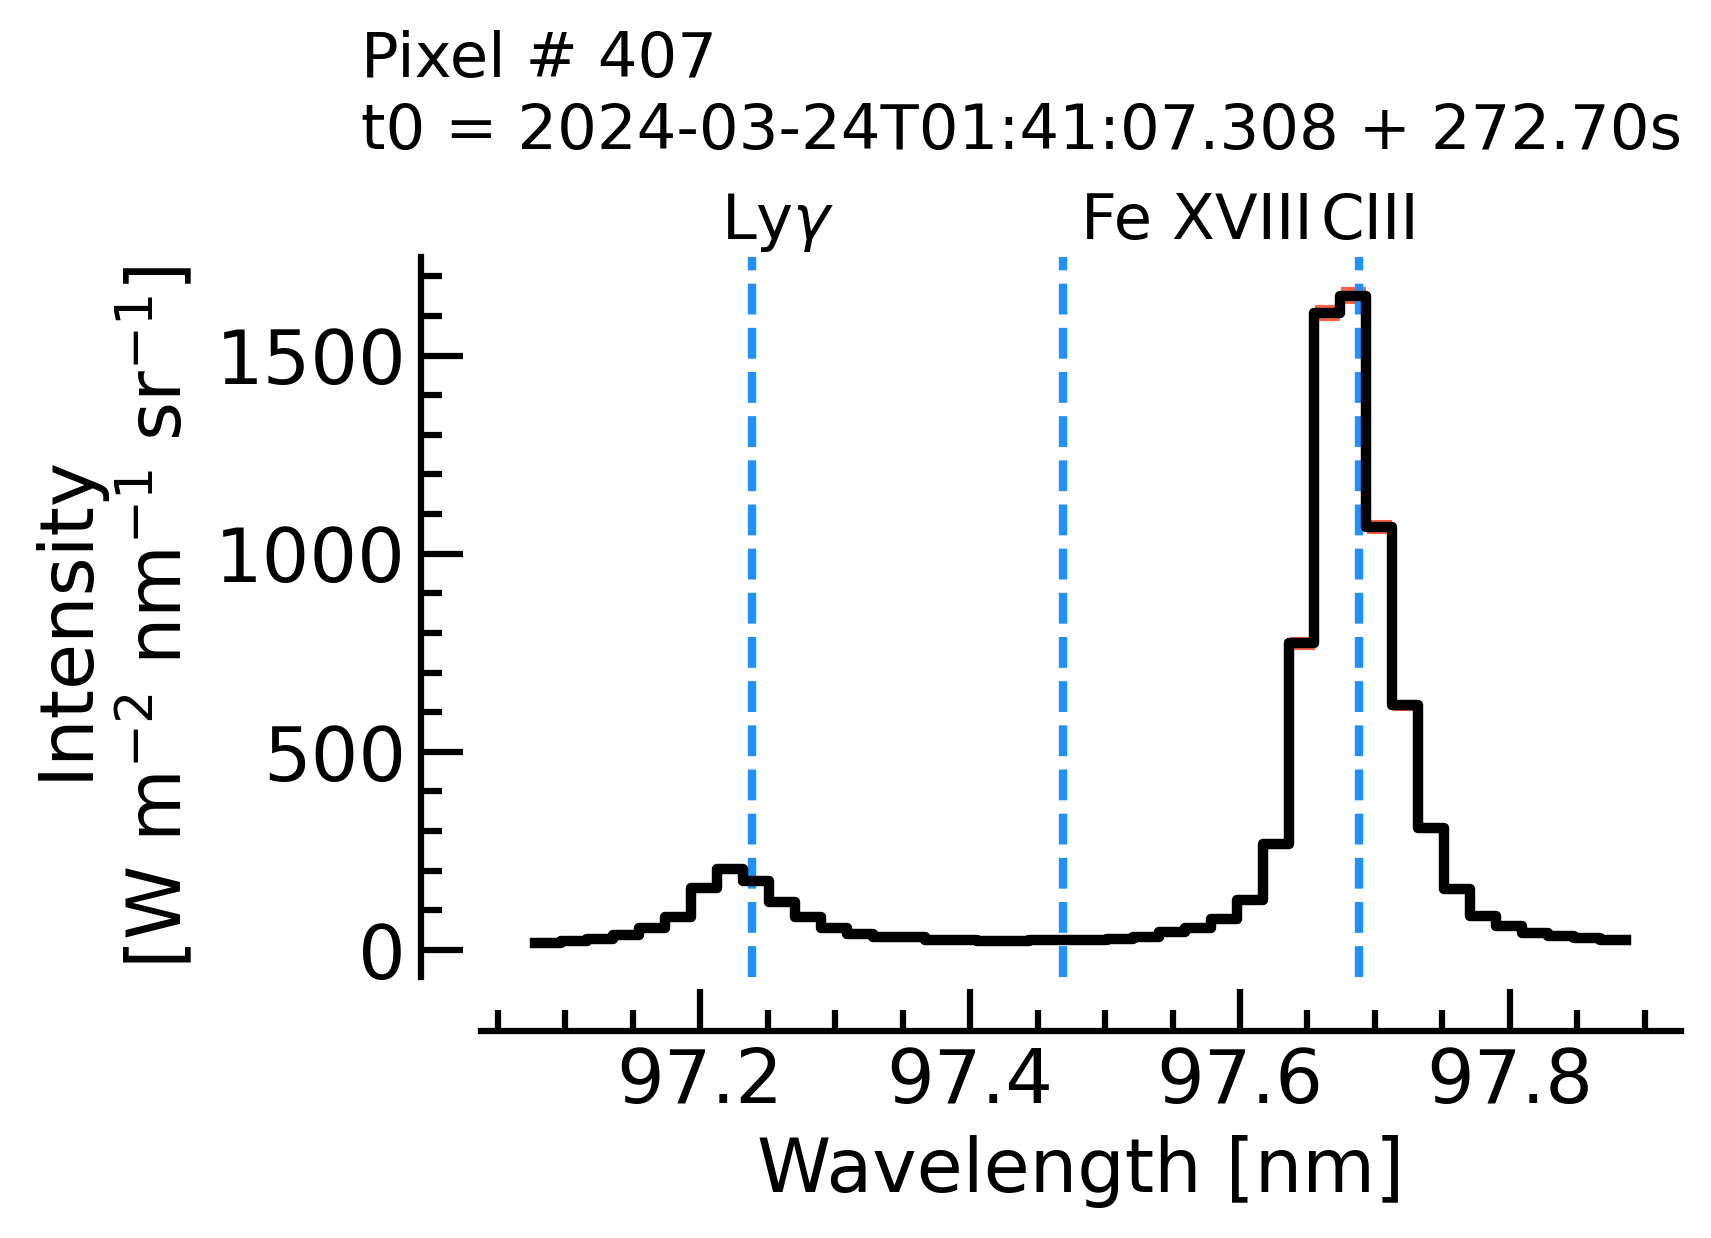 Pixel # 407
t0 = 2024-03-24T01:41:07.308 + 272.70s
Lyγ Fe XVIII CIII
Intensity
[W m⁻² nm⁻¹ sr⁻¹]
1500
1000
500
0
97.2 97.4 97.6 97.8
Wavelength [nm]